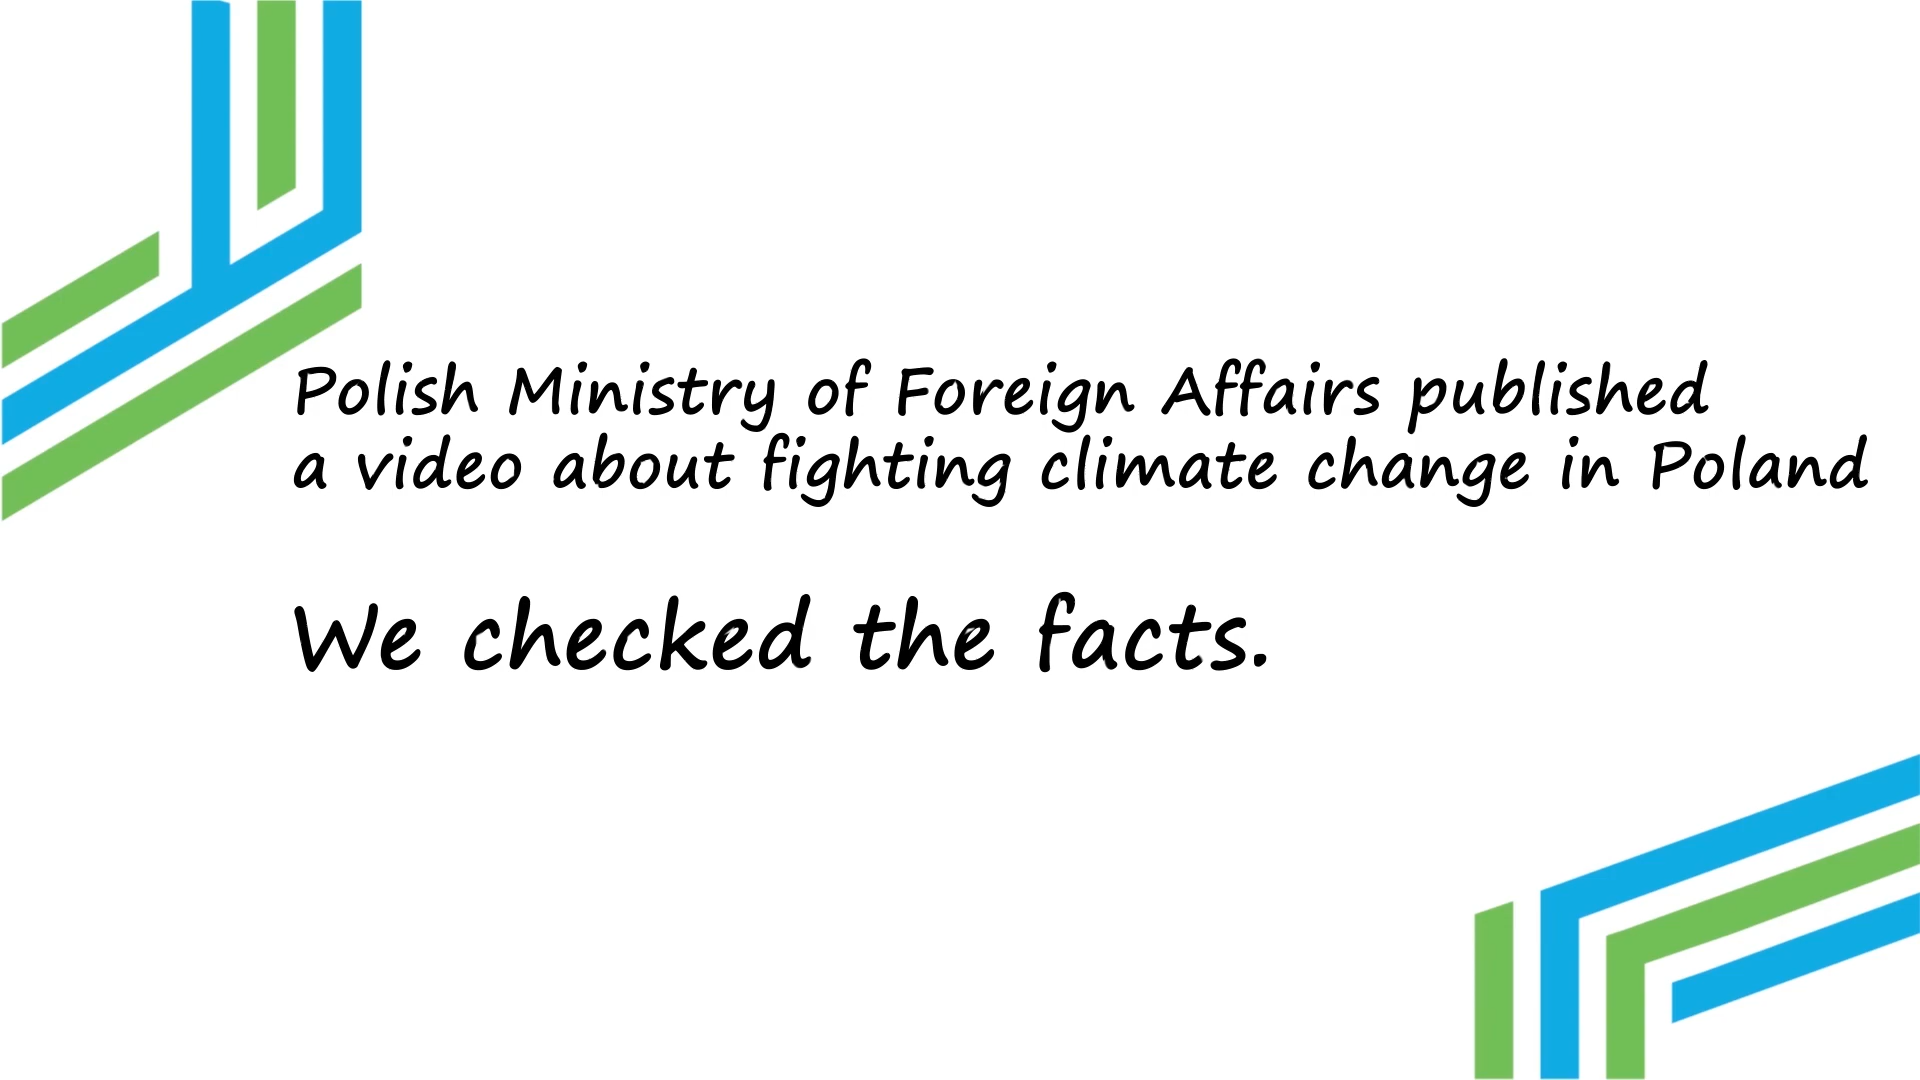 Polish Ministry of Foreign Affairs published
a video about fighting climate change in Poland
We checked the facts.